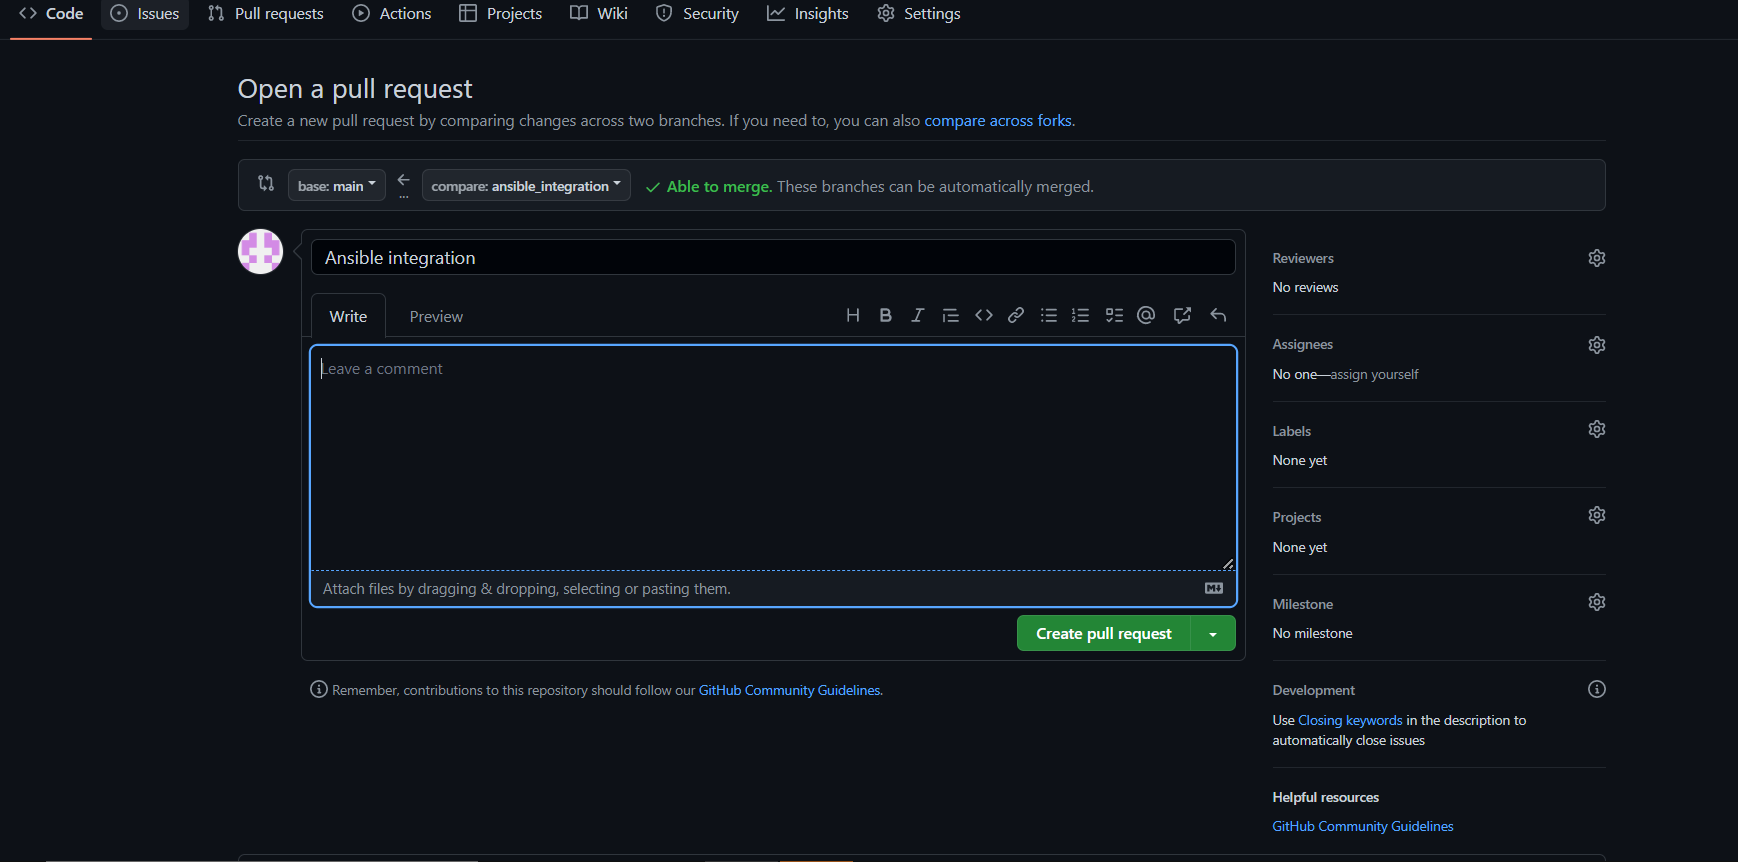 Code Issues Pull requests Actions Projects Wiki Security Insights Settings
Open a pull request
Create a new pull request by comparing changes across two branches. If you need to, you can also compare across forks.
base: main compare: ansible_integration Able to merge. These branches can be automatically merged.
Ansible integration
Write Preview
Leave a comment
Attach files by dragging & dropping, selecting or pasting them.
Create pull request
Remember, contributions to this repository should follow our GitHub Community Guidelines.
Reviewers
No reviews
Assignees
No one—assign yourself
Labels
None yet
Projects
None yet
Milestone
No milestone
Development
Use Closing keywords in the description to
automatically close issues
Helpful resources
GitHub Community Guidelines